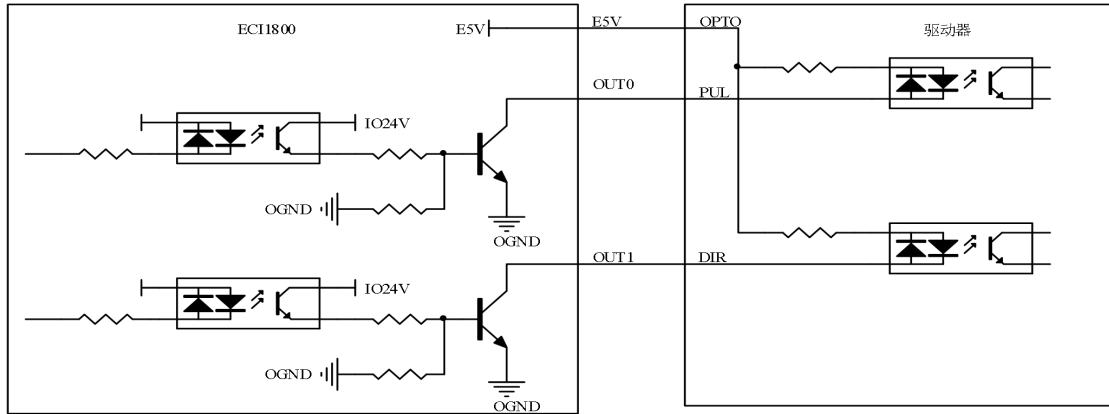 ECI1800
E5V
E5V
OPTO
驱动器
OUT0
PUL
IO24V
OGND
OGND
OUT1
DIR
IO24V
OGND
OGND